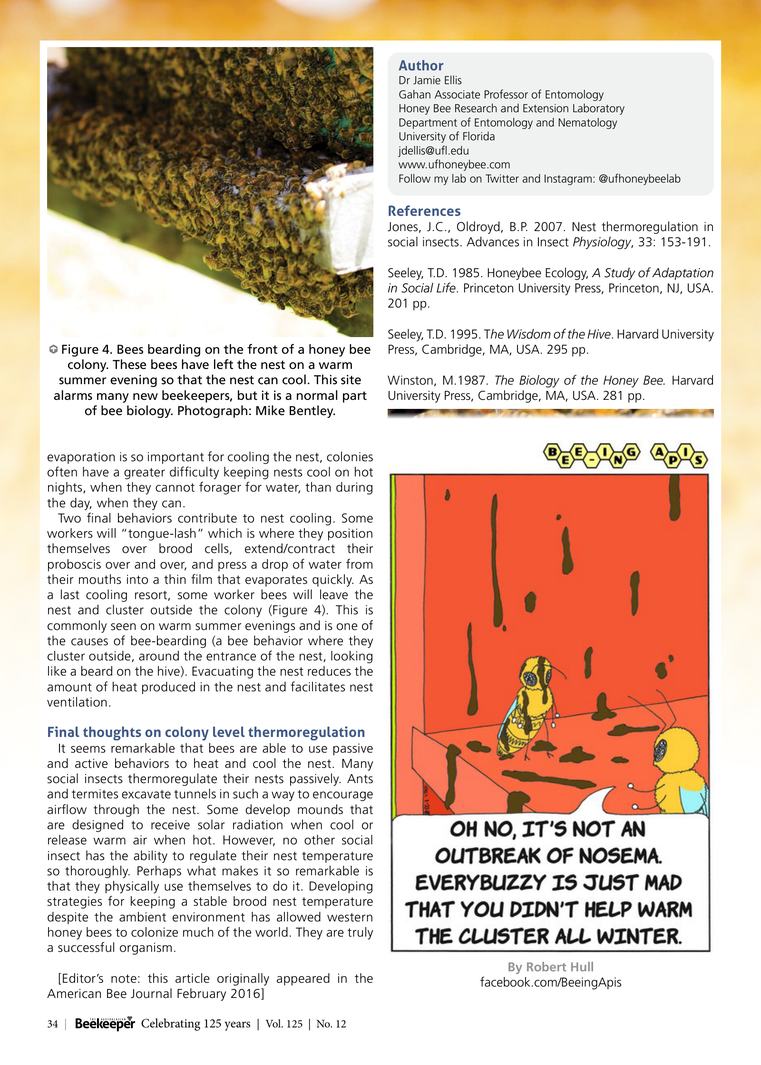 Figure 4. Bees bearding on the front of a honey bee
colony. These bees have left the nest on a warm
summer evening so that the nest can cool. This site
alarms many new beekeepers, but it is a normal part
of bee biology. Photograph: Mike Bentley.
evaporation is so important for cooling the nest, colonies
often have a greater difficulty keeping nests cool on hot
nights, when they cannot forager for water, than during
the day, when they can.
Two final behaviors contribute to nest cooling. Some
workers will “tongue-lash” which is where they position
themselves over brood cells, extend/contract their
proboscis over and over, and press a drop of water from
their mouths into a thin film that evaporates quickly. As
a last cooling resort, some worker bees will leave the
nest and cluster outside the colony (Figure 4). This is
commonly seen on warm summer evenings and is one of
the causes of bee-bearding (a bee behavior where they
cluster outside, around the entrance of the nest, looking
like a beard on the hive). Evacuating the nest reduces the
amount of heat produced in the nest and facilitates nest
ventilation.
Final thoughts on colony level thermoregulation
It seems remarkable that bees are able to use passive
and active behaviors to heat and cool the nest. Many
social insects thermoregulate their nests passively. Ants
and termites excavate tunnels in such a way to encourage
airflow through the nest. Some develop mounds that
are designed to receive solar radiation when cool or
release warm air when hot. However, no other social
insect has the ability to regulate their nest temperature
so thoroughly. Perhaps what makes it so remarkable is
that they physically use themselves to do it. Developing
strategies for keeping a stable brood nest temperature
despite the ambient environment has allowed western
honey bees to colonize much of the world. They are truly
a successful organism.
[Editor’s note: this article originally appeared in the
American Bee Journal February 2016]
Author
Dr Jamie Ellis
Gahan Associate Professor of Entomology
Honey Bee Research and Extension Laboratory
Department of Entomology and Nematology
University of Florida
jdellis@ufl.edu
www.ufhoneybee.com
Follow my lab on Twitter and Instagram: @ufhoneybeelab
References
Jones, J.C., Oldroyd, B.P. 2007. Nest thermoregulation in
social insects. Advances in Insect Physiology, 33: 153-191.
Seeley, T.D. 1985. Honeybee Ecology, A Study of Adaptation
in Social Life. Princeton University Press, Princeton, NJ, USA.
201 pp.
Seeley, T.D. 1995. The Wisdom of the Hive. Harvard University
Press, Cambridge, MA, USA. 295 pp.
Winston, M.1987. The Biology of the Honey Bee. Harvard
University Press, Cambridge, MA, USA. 281 pp.
BEE-ING APIS
OH NO, IT'S NOT AN
OUTBREAK OF NOSEMA.
EVERYBUZZY IS JUST MAD
THAT YOU DIDN'T HELP WARM
THE CLUSTER ALL WINTER.
By Robert Hull
facebook.com/BeeingApis
34 | Beekeeper Celebrating 125 years | Vol. 125 | No. 12